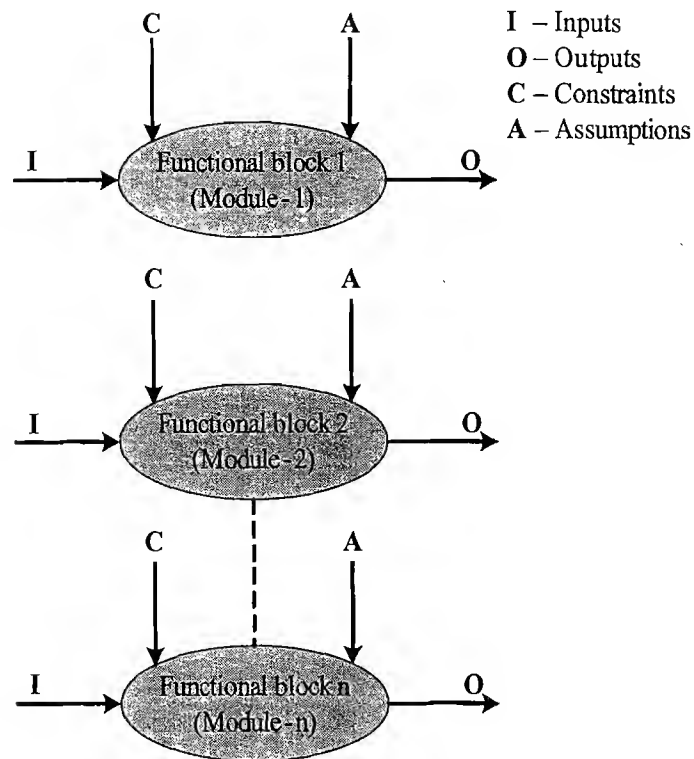 C
A
I – Inputs
O – Outputs
C – Constraints
A – Assumptions
I
Functional block 1
(Module - 1)
O
C
A
I
Functional block 2
(Module - 2)
O
C
A
I
Functional block n
(Module-n)
O